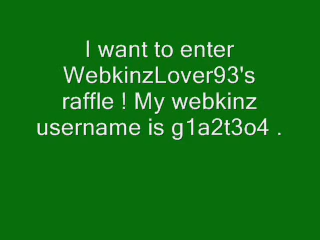 I want to enter
WebkinzLover93's
raffle ! My webkinz
username is g1a2t3o4 .